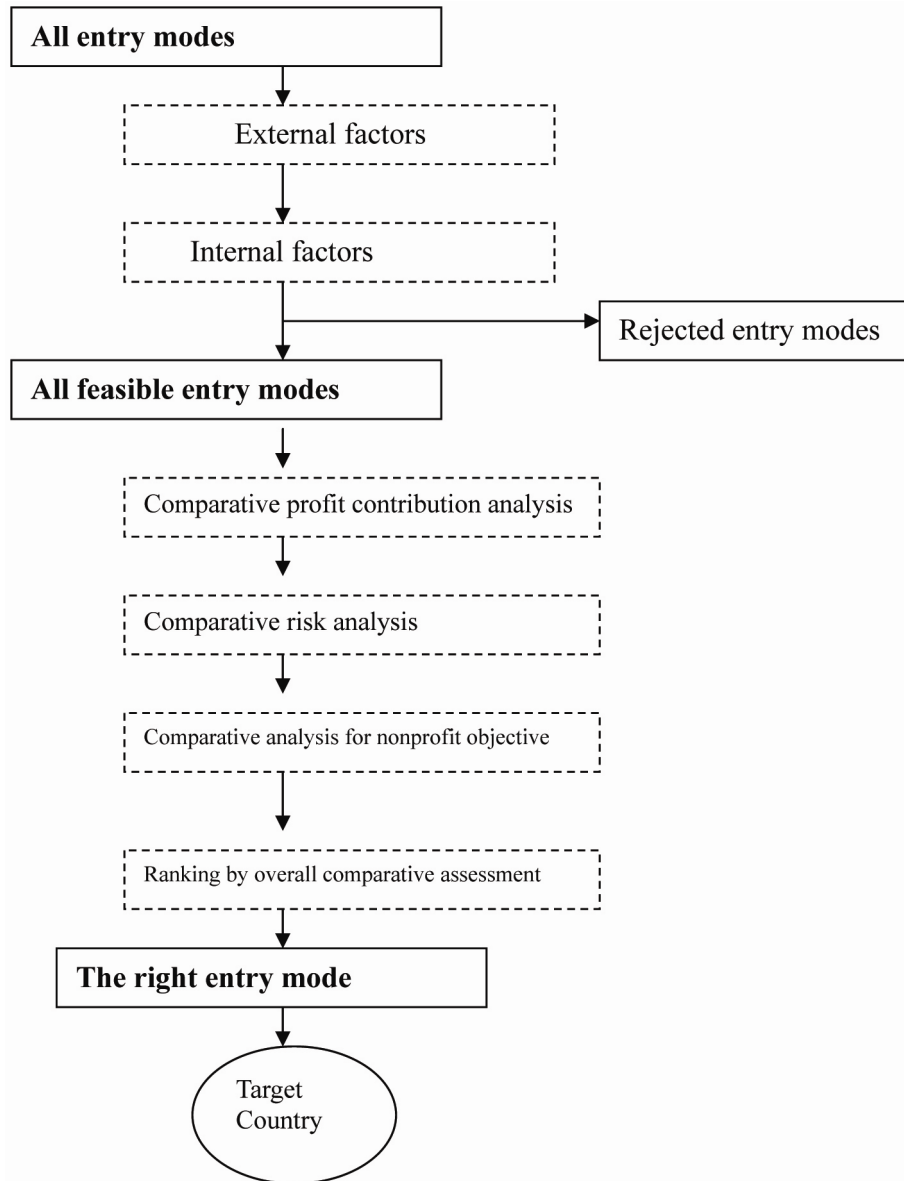 All entry modes
External factors
Internal factors
Rejected entry modes
All feasible entry modes
Comparative profit contribution analysis
Comparative risk analysis
Comparative analysis for nonprofit objective
Ranking by overall comparative assessment
The right entry mode
Target
Country